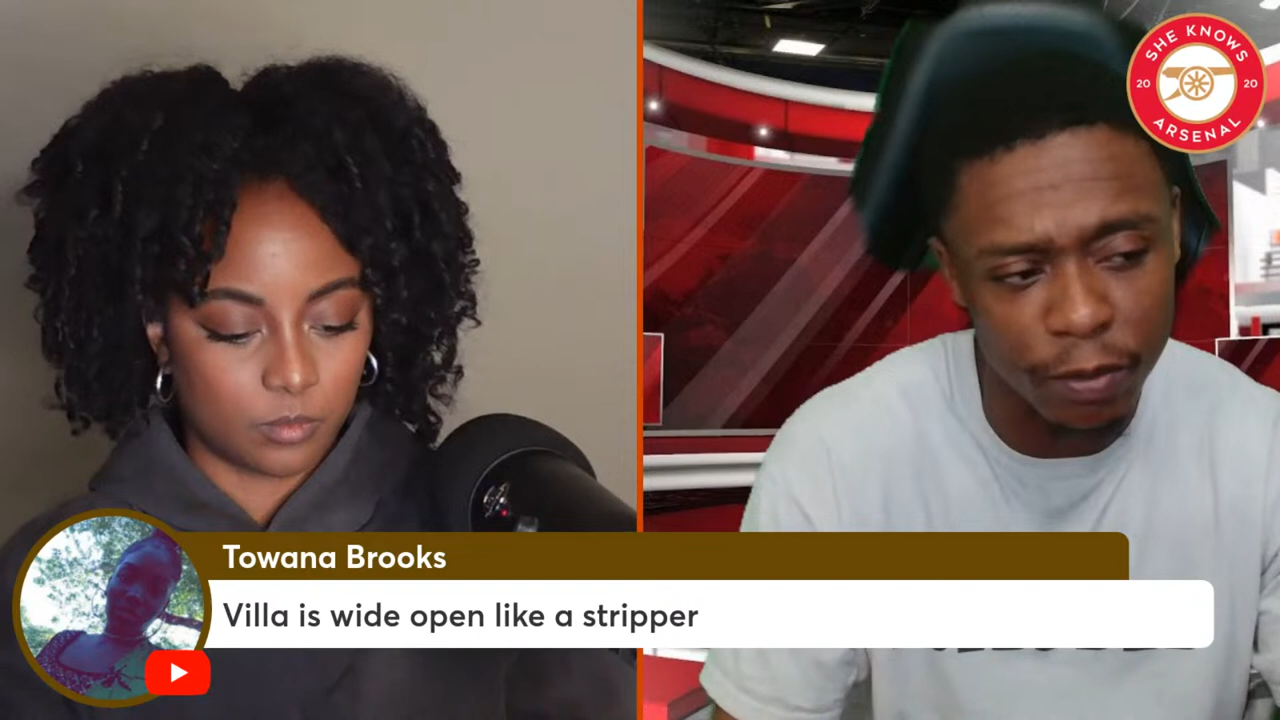 SHE KNOWS
20 20
ARSENAL
Towana Brooks
Villa is wide open like a stripper